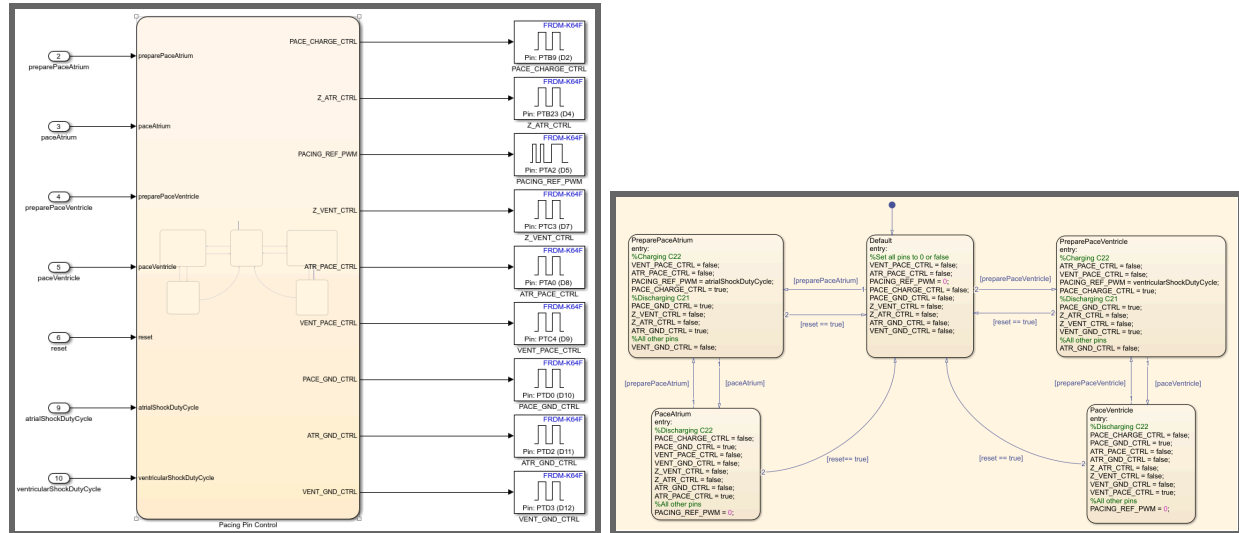 2
preparePaceAtrium
3
paceAtrium
4
preparePaceVentricle
5
paceVentricle
6
reset
9
atrialShockDutyCycle
10
ventricularShockDutyCycle
preparePaceAtrium
paceAtrium
preparePaceVentricle
paceVentricle
reset
atrialShockDutyCycle
ventricularShockDutyCycle
PACE_CHARGE_CTRL
Z_ATR_CTRL
PACING_REF_PWM
Z_VENT_CTRL
ATR_PACE_CTRL
VENT_PACE_CTRL
PACE_GND_CTRL
ATR_GND_CTRL
VENT_GND_CTRL
Pacing Pin Control
FRDM-K64F
Pin: PTB9 (D2)
PACE_CHARGE_CTRL
FRDM-K64F
Pin: PTB23 (D4)
Z_ATR_CTRL
FRDM-K64F
Pin: PTA2 (D5)
PACING_REF_PWM
FRDM-K64F
Pin: PTC3 (D7)
Z_VENT_CTRL
FRDM-K64F
Pin: PTA0 (D8)
ATR_PACE_CTRL
FRDM-K64F
Pin: PTC4 (D9)
VENT_PACE_CTRL
FRDM-K64F
Pin: PTD0 (D10)
PACE_GND_CTRL
FRDM-K64F
Pin: PTD2 (D11)
ATR_GND_CTRL
FRDM-K64F
Pin: PTD3 (D12)
VENT_GND_CTRL
PreparePaceAtrium
entry:
%Charging C22
VENT_PACE_CTRL = false;
ATR_PACE_CTRL = false;
PACING_REF_PWM = atrialShockDutyCycle;
PACE_CHARGE_CTRL = true;
%Discharging C21
PACE_GND_CTRL = true;
Z_VENT_CTRL = false;
Z_ATR_CTRL = false;
ATR_GND_CTRL = true;
%All other pins
VENT_GND_CTRL = false;
[preparePaceAtrium]
1
2
[reset == true]
Default
entry:
%Set all pins to 0 or false
VENT_PACE_CTRL = false;
ATR_PACE_CTRL = false;
PACING_REF_PWM = 0;
PACE_CHARGE_CTRL = false;
PACE_GND_CTRL = false;
Z_VENT_CTRL = false;
Z_ATR_CTRL = false;
ATR_GND_CTRL = false;
VENT_GND_CTRL = false;
[preparePaceVentricle]
2
2
[reset == true]
PreparePaceVentricle
entry:
%Charging C22
ATR_PACE_CTRL = false;
VENT_PACE_CTRL = false;
PACING_REF_PWM = ventricularShockDutyCycle;
PACE_CHARGE_CTRL = true;
%Discharging C21
PACE_GND_CTRL = true;
Z_ATR_CTRL = false;
Z_VENT_CTRL = false;
VENT_GND_CTRL = true;
%All other pins
ATR_GND_CTRL = false;
[preparePaceAtrium]
1
1
[paceAtrium]
[preparePaceVentricle]
1
1
[paceVentricle]
PaceAtrium
entry:
%Discharging C22
PACE_CHARGE_CTRL = false;
PACE_GND_CTRL = true;
VENT_PACE_CTRL = false;
VENT_GND_CTRL = false;
Z_VENT_CTRL = false;
Z_ATR_CTRL = false;
ATR_GND_CTRL = false;
ATR_PACE_CTRL = true;
%All other pins
PACING_REF_PWM = 0;
2
[reset== true]
[reset == true]
2
PaceVentricle
entry:
%Discharging C22
PACE_CHARGE_CTRL = false;
PACE_GND_CTRL = true;
ATR_PACE_CTRL = false;
ATR_GND_CTRL = false;
Z_ATR_CTRL = false;
Z_VENT_CTRL = false;
VENT_GND_CTRL = false;
VENT_PACE_CTRL = true;
%All other pins
PACING_REF_PWM = 0;